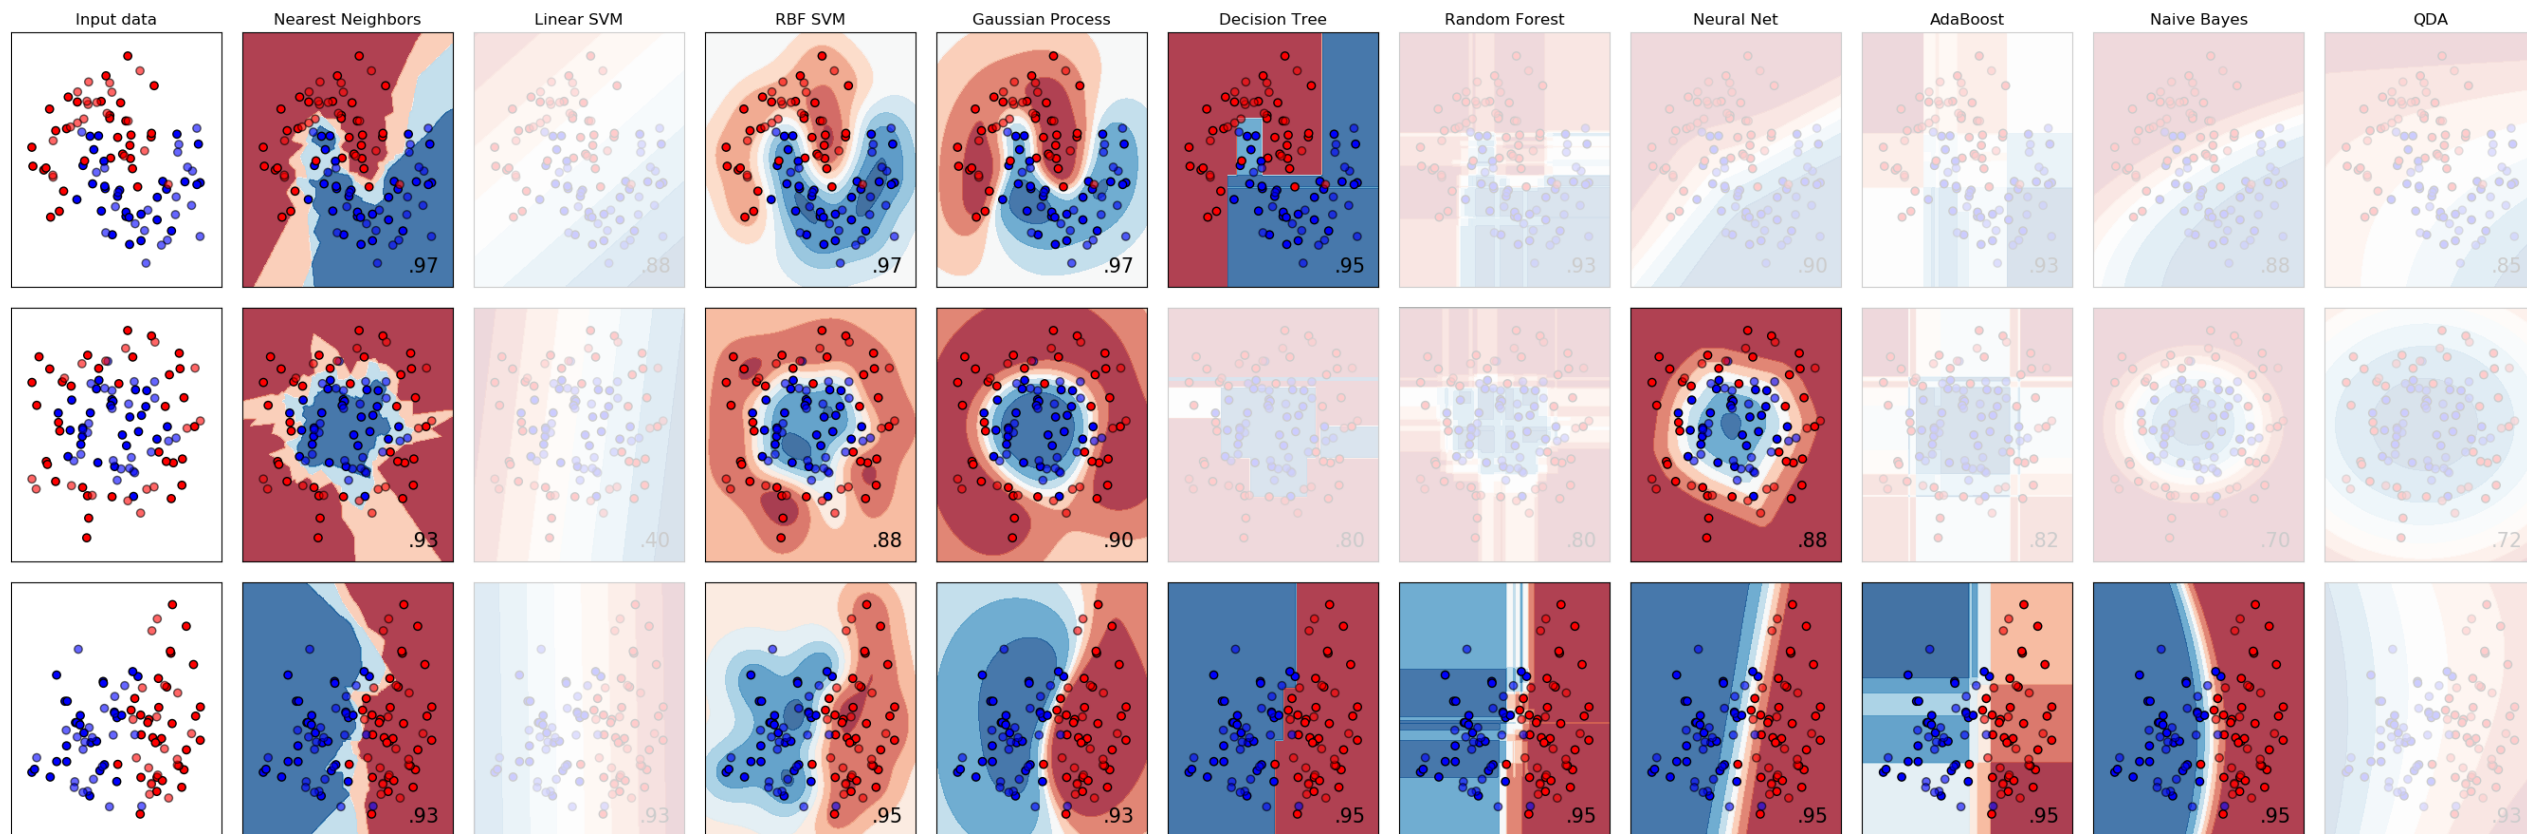 Input data Nearest Neighbors Linear SVM RBF SVM Gaussian Process Decision Tree Random Forest Neural Net AdaBoost Naive Bayes QDA
.97 .88 .97 .97 .95 .93 .90 .93 .88 .85
.93 .40 .88 .90 .80 .80 .88 .82 .70 .72
.93 .93 .95 .93 .95 .95 .95 .95 .95 .93